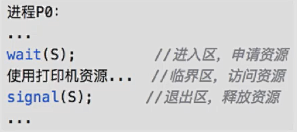 进程P0:
...
wait(S);    //进入区，申请资源
使用打印机资源...    //临界区，访问资源
signal(S);    //退出区，释放资源
...